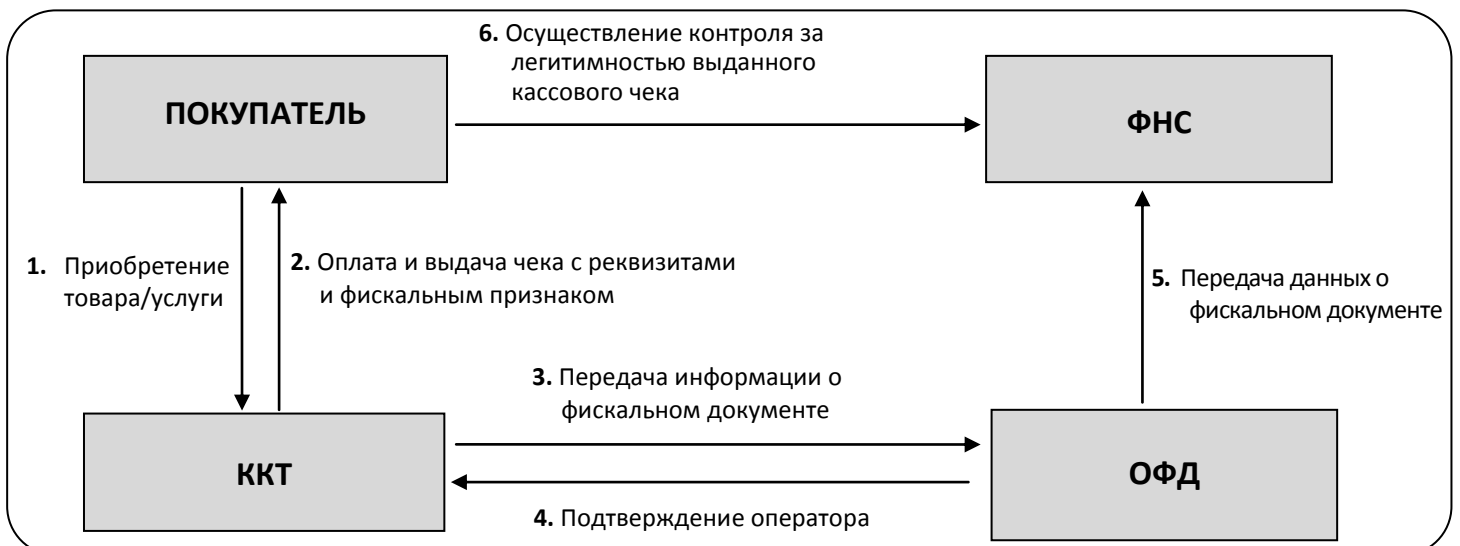 6. Осуществление контроля за
легитимностью выданного
кассового чека
ПОКУПАТЕЛЬ
ФНС
1. Приобретение
товара/услуги
2. Оплата и выдача чека с реквизитами
и фискальным признаком
5. Передача данных о
фискальном документе
3. Передача информации о
фискальном документе
ККТ
ОФД
4. Подтверждение оператора